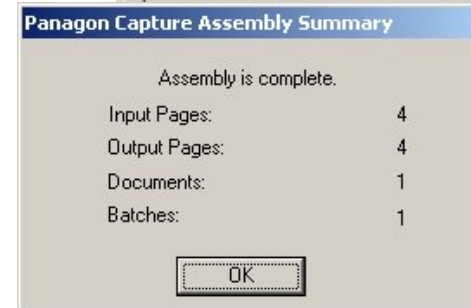 Panagon Capture Assembly Summary
Assembly is complete.
Input Pages: 4
Output Pages: 4
Documents: 1
Batches: 1
OK